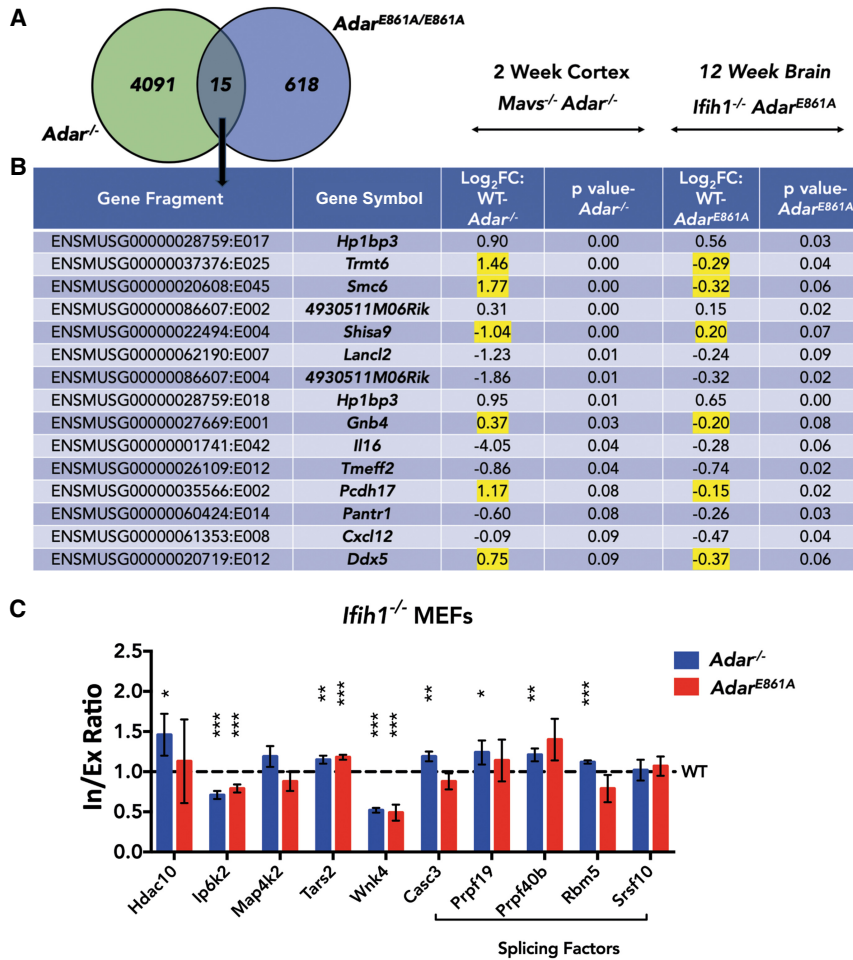 A
Adar^E861A/E861A
4091 15 618
Adar^-/-
2 Week Cortex
Mavs^-/- Adar^-/-
12 Week Brain
Ifih1^-/- Adar^E861A
B
Gene Fragment Gene Symbol Log₂FC: WT- Adar^-/- p value- Adar^-/- Log₂FC: WT- Adar^E861A p value- Adar^E861A
ENSMUSG00000028759:E017 Hp1bp3 0.90 0.00 0.56 0.03
ENSMUSG00000037376:E025 Trmt6 1.46 0.00 -0.29 0.04
ENSMUSG00000020608:E045 Smc6 1.77 0.00 -0.32 0.06
ENSMUSG00000086607:E002 4930511M06Rik 0.31 0.00 0.15 0.02
ENSMUSG00000022494:E004 Shisa9 -1.04 0.00 0.20 0.07
ENSMUSG00000062190:E007 Lancl2 -1.23 0.01 -0.24 0.09
ENSMUSG00000086607:E004 4930511M06Rik -1.86 0.01 -0.32 0.02
ENSMUSG00000028759:E018 Hp1bp3 0.95 0.01 0.65 0.00
ENSMUSG00000027669:E001 Gnb4 0.37 0.03 -0.20 0.08
ENSMUSG00000001741:E042 Il16 -4.05 0.04 -0.28 0.06
ENSMUSG00000026109:E012 Tmeff2 -0.86 0.04 -0.74 0.02
ENSMUSG00000035566:E002 Pcdh17 1.17 0.08 -0.15 0.02
ENSMUSG00000060424:E014 Pantr1 -0.60 0.08 -0.26 0.03
ENSMUSG00000061353:E008 Cxcl12 -0.09 0.09 -0.47 0.04
ENSMUSG00000020719:E012 Ddx5 0.75 0.09 -0.37 0.06
C
Ifih1^-/- MEFs
In/Ex Ratio
2.5
2.0
1.5
1.0
0.5
0.0
* *** *** ** *** *** *** ** * ** ***
WT
Adar^-/-
Adar^E861A
Hdac10 Ip6k2 Map4k2 Tars2 Wnk4 Casc3 Prpf19 Prpf40b Rbm5 Srsf10
Splicing Factors